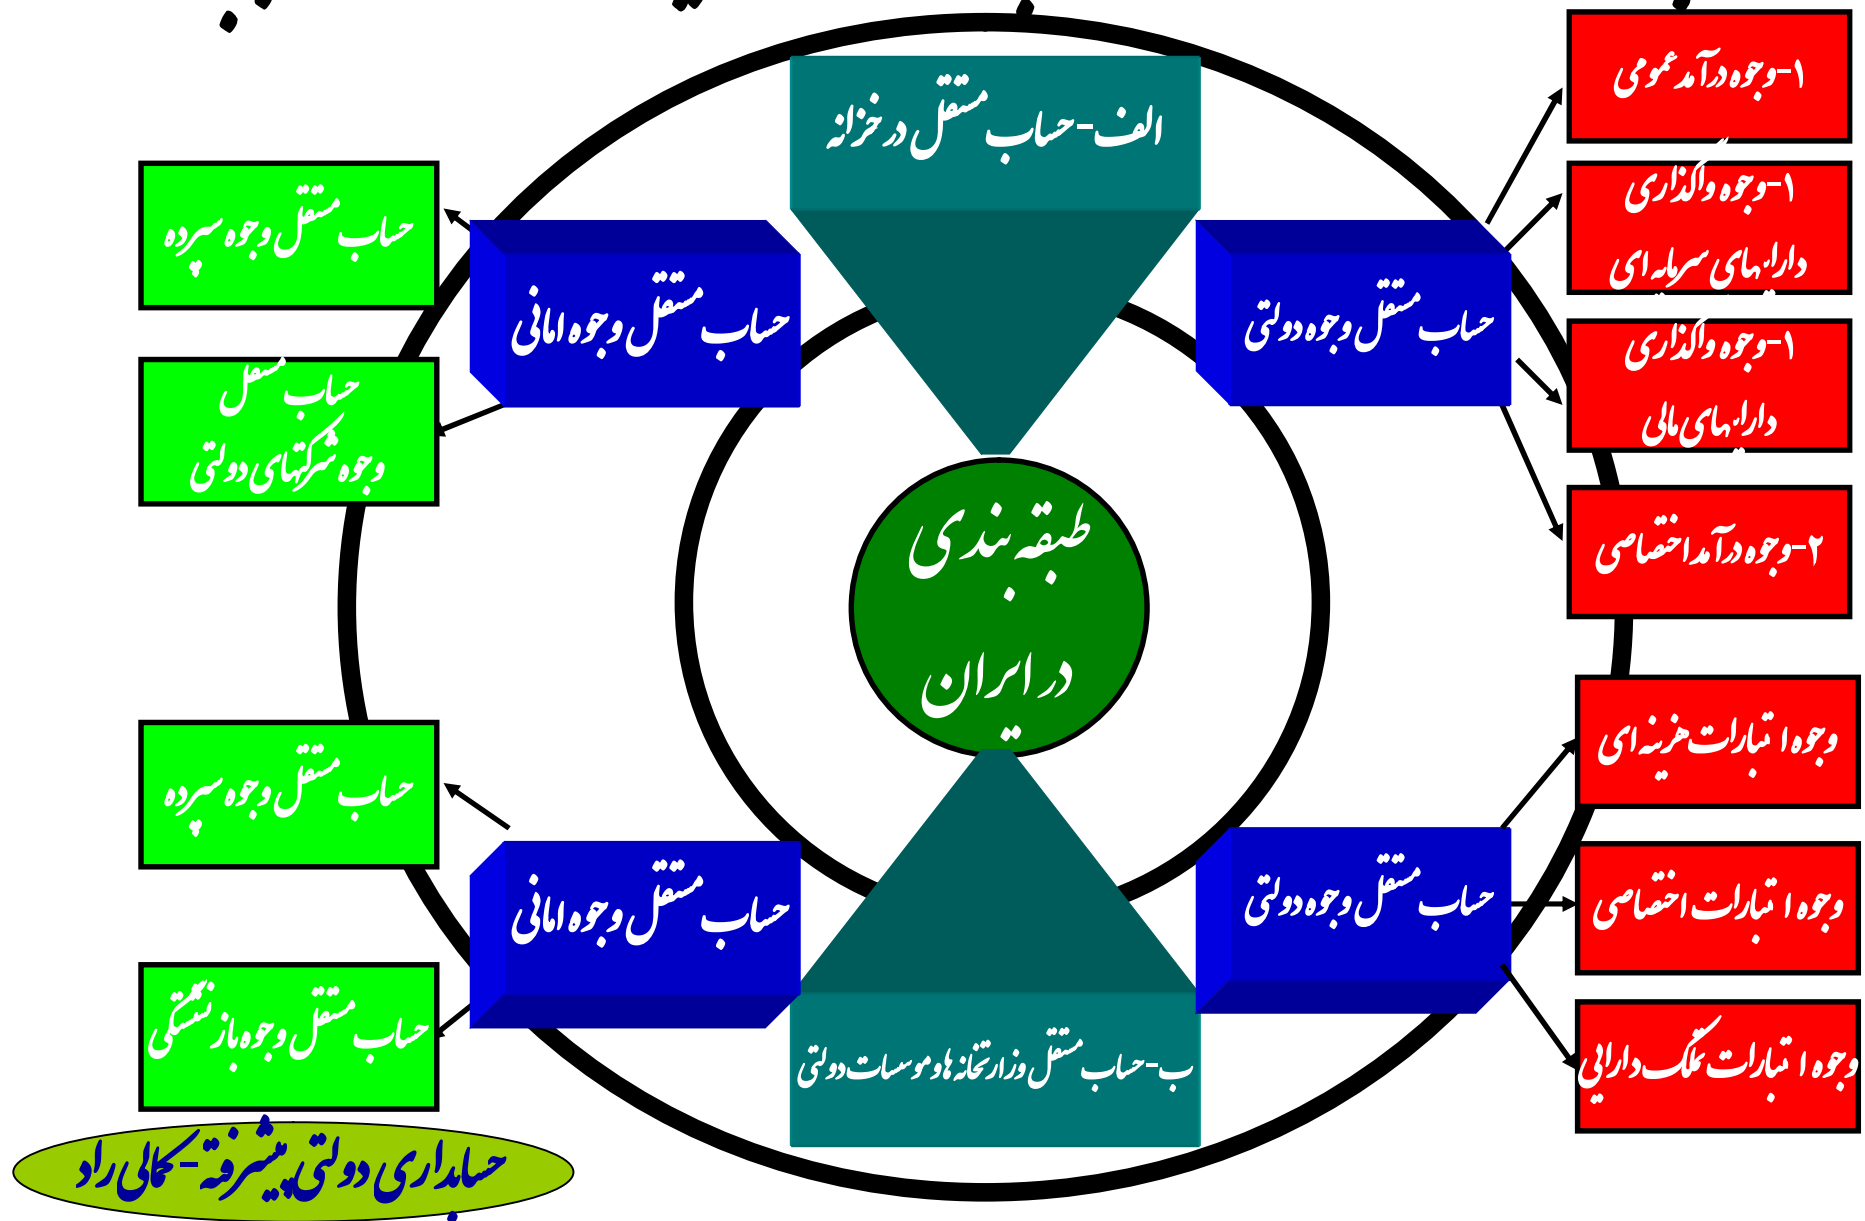 الف-حساب مستقل در خزانه
۱-وجوه درآمد عمومی
۱-وجوه واگذاری
دارایهای سرمایه ای
۱-وجوه واگذاری
دارایهای مالی
۲-وجوه درآمد اختصاصی
حساب مستقل وجوه دولتی
حساب مستقل وجوه امانی
حساب مستقل وجوه سپرده
حساب مستقل
وجوه شرکتهای دولتی
طبقه بندی
در ایران
وجوه اعتبارات هزینه ای
وجوه اعتبارات اختصاصی
وجوه اعتبارات تملک دارایی
حساب مستقل وجوه دولتی
حساب مستقل وجوه امانی
حساب مستقل وجوه سپرده
حساب مستقل وجوه بازنشستگی
ب-حساب مستقل وزارتخانه ها و موسسات دولتی
حسابداری دولتی پیشرفته-کمالی راد